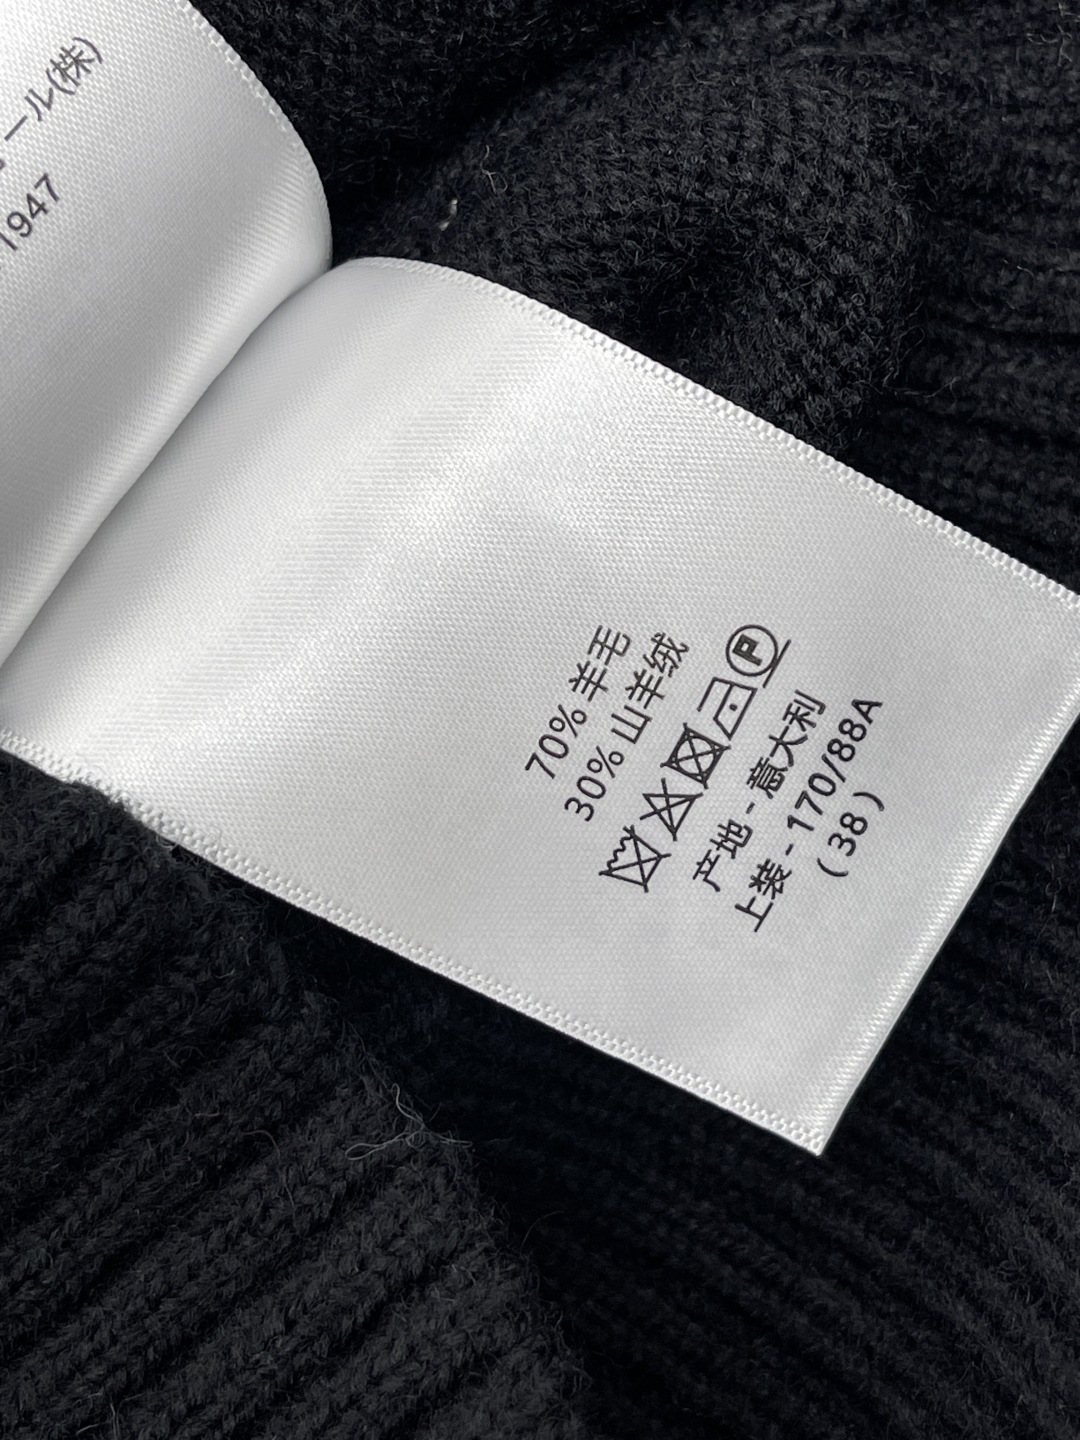 ール(株)
1947
70% 羊毛
30% 山羊绒
P
产地 - 意大利
上装 - 170/88A
( 38 )